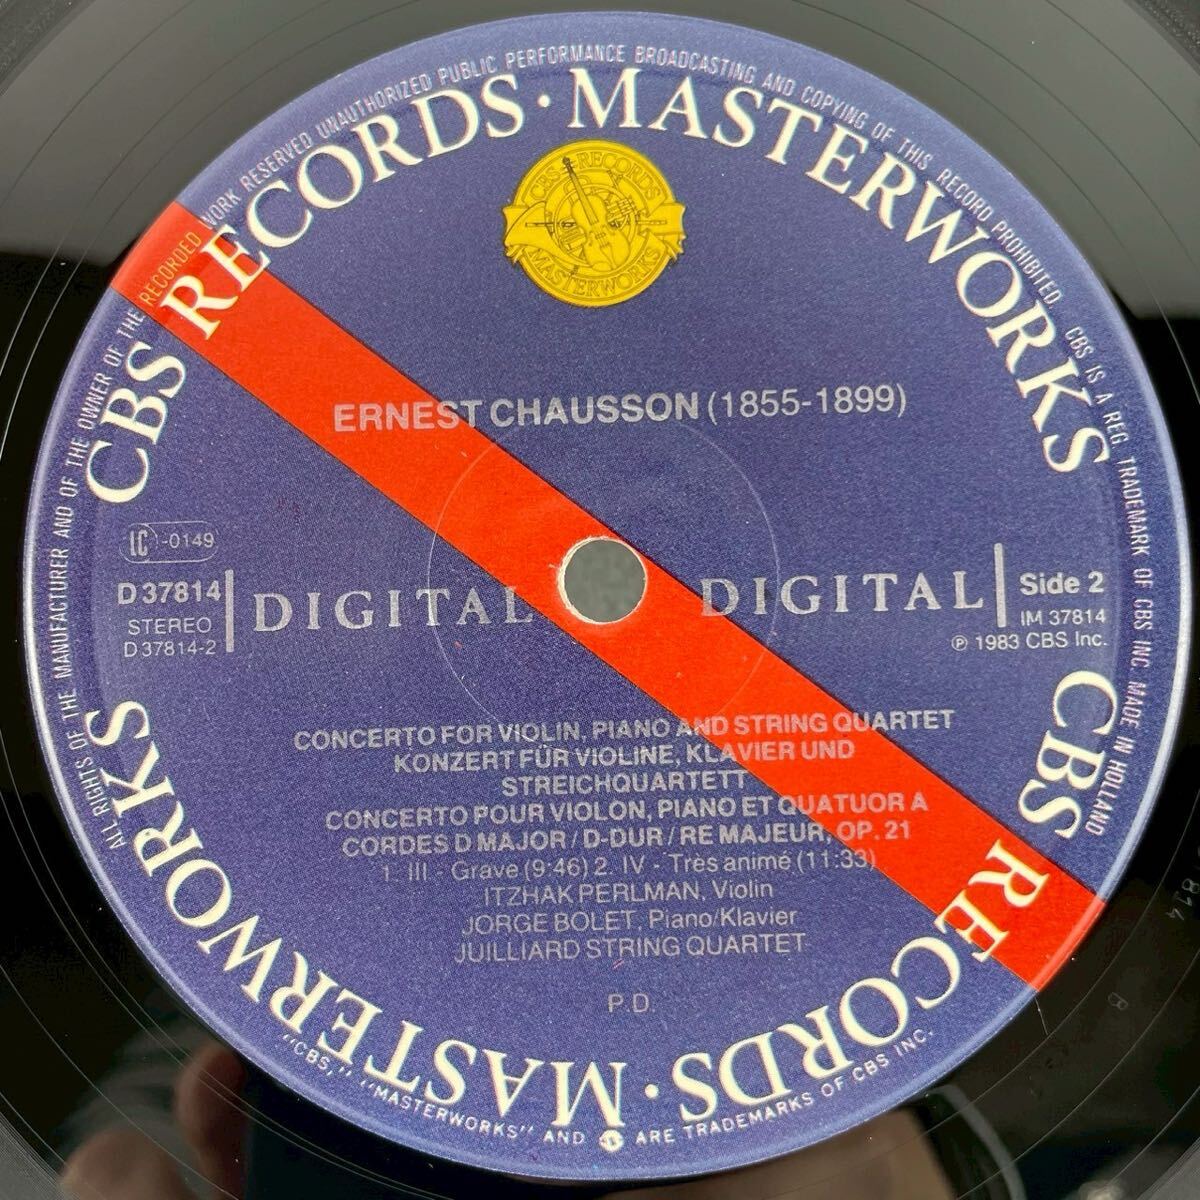 ALL RIGHTS OF THE MANUFACTURER AND OF THE OWNER OF THE RECORDED WORK RESERVED UNAUTHORIZED PUBLIC PERFORMANCE BROADCASTING AND COPYING OF THIS RECORD PROHIBITED. CBS IS A REG. TRADEMARK OF CBS INC. MADE IN HOLLAND
CBS RECORDS · MASTERWORKS
CBS RECORDS · MASTERWORKS
CBS RECORDS
MASTERWORKS
ERNEST CHAUSSON (1855-1899)
LC -0149
D 37814
STEREO
D 37814-2
DIGITAL DIGITAL
Side 2
IM 37814
℗ 1983 CBS Inc.
CONCERTO FOR VIOLIN, PIANO AND STRING QUARTET
KONZERT FÜR VIOLINE, KLAVIER UND
STREICHQUARTETT
CONCERTO POUR VIOLON, PIANO ET QUATUOR A
CORDES D MAJOR / D-DUR / RE MAJEUR, OP. 21
1. III - Grave (9:46) 2. IV - Très animé (11:33)
ITZHAK PERLMAN, Violin
JORGE BOLET, Piano/Klavier
JUILLIARD STRING QUARTET
P.D.
"CBS," "MASTERWORKS" AND ARE TRADEMARKS OF CBS INC.